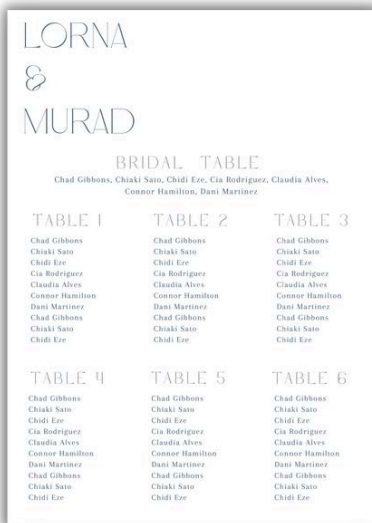 LORNA
&
MURAD
BRIDAL TABLE
Chad Gibbons, Chiaki Sato, Chidi Eze, Cia Rodriguez, Claudia Alves,
Connor Hamilton, Dani Martinez
TABLE 1
Chad Gibbons
Chiaki Sato
Chidi Eze
Cia Rodriguez
Claudia Alves
Connor Hamilton
Dani Martinez
Chad Gibbons
Chiaki Sato
Chidi Eze
TABLE 2
Chad Gibbons
Chiaki Sato
Chidi Eze
Cia Rodriguez
Claudia Alves
Connor Hamilton
Dani Martinez
Chad Gibbons
Chiaki Sato
Chidi Eze
TABLE 3
Chad Gibbons
Chiaki Sato
Chidi Eze
Cia Rodriguez
Claudia Alves
Connor Hamilton
Dani Martinez
Chad Gibbons
Chiaki Sato
Chidi Eze
TABLE 4
Chad Gibbons
Chiaki Sato
Chidi Eze
Cia Rodriguez
Claudia Alves
Connor Hamilton
Dani Martinez
Chad Gibbons
Chiaki Sato
Chidi Eze
TABLE 5
Chad Gibbons
Chiaki Sato
Chidi Eze
Cia Rodriguez
Claudia Alves
Connor Hamilton
Dani Martinez
Chad Gibbons
Chiaki Sato
Chidi Eze
TABLE 6
Chad Gibbons
Chiaki Sato
Chidi Eze
Cia Rodriguez
Claudia Alves
Connor Hamilton
Dani Martinez
Chad Gibbons
Chiaki Sato
Chidi Eze